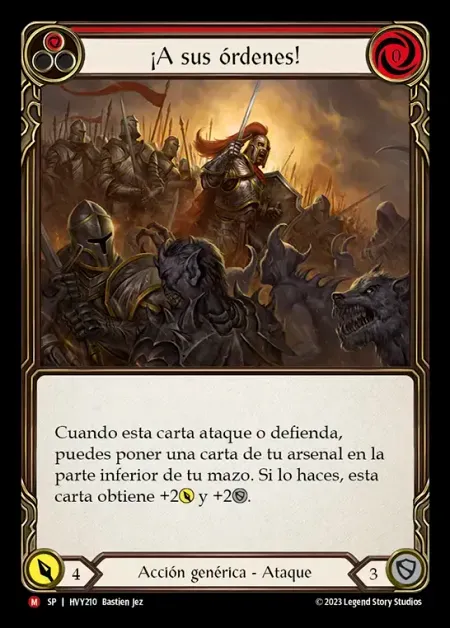 ¡A sus órdenes!
0
Cuando esta carta ataque o defienda,
puedes poner una carta de tu arsenal en la
parte inferior de tu mazo. Si lo haces, esta
carta obtiene +2 y +2.
4
Acción genérica - Ataque
3
M SP | HVY210 Bastien Jez
© 2023 Legend Story Studios